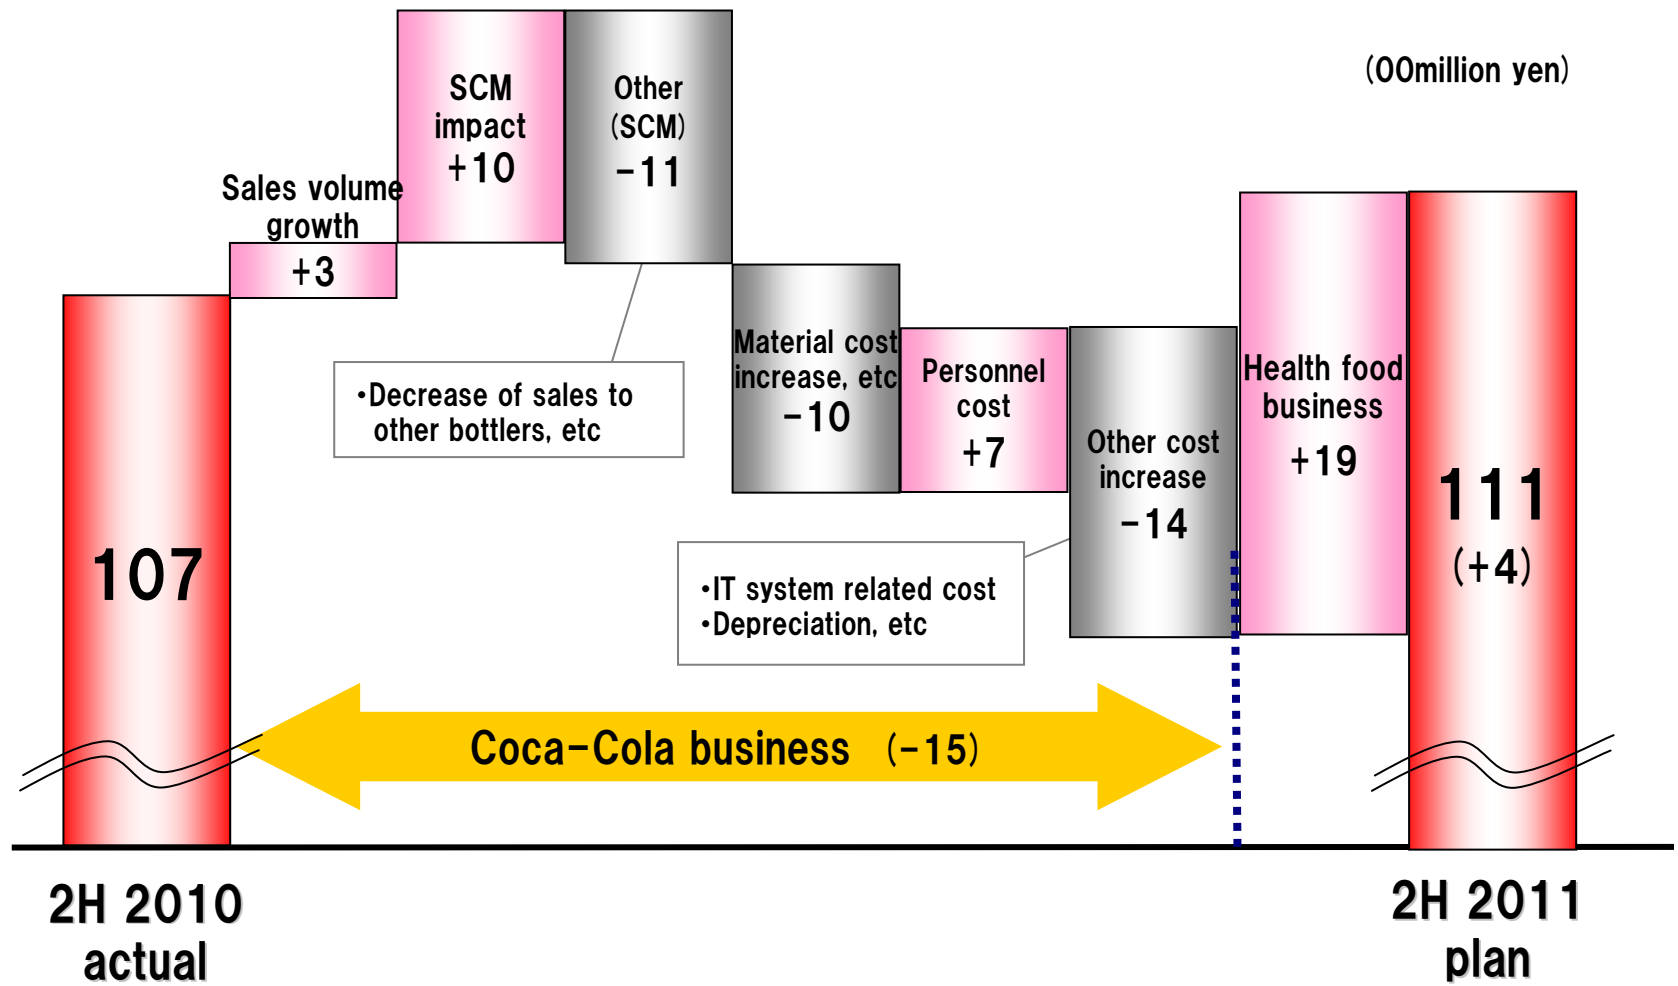 (00million yen)
SCM
impact
+10
Other
(SCM)
-11
Sales volume
growth
+3
・Decrease of sales to
other bottlers, etc
Material cost
increase, etc
-10
Personnel
cost
+7
Other cost
increase
-14
Health food
business
+19
・IT system related cost
・Depreciation, etc
107
111
(+4)
Coca-Cola business (-15)
2H 2010
actual
2H 2011
plan